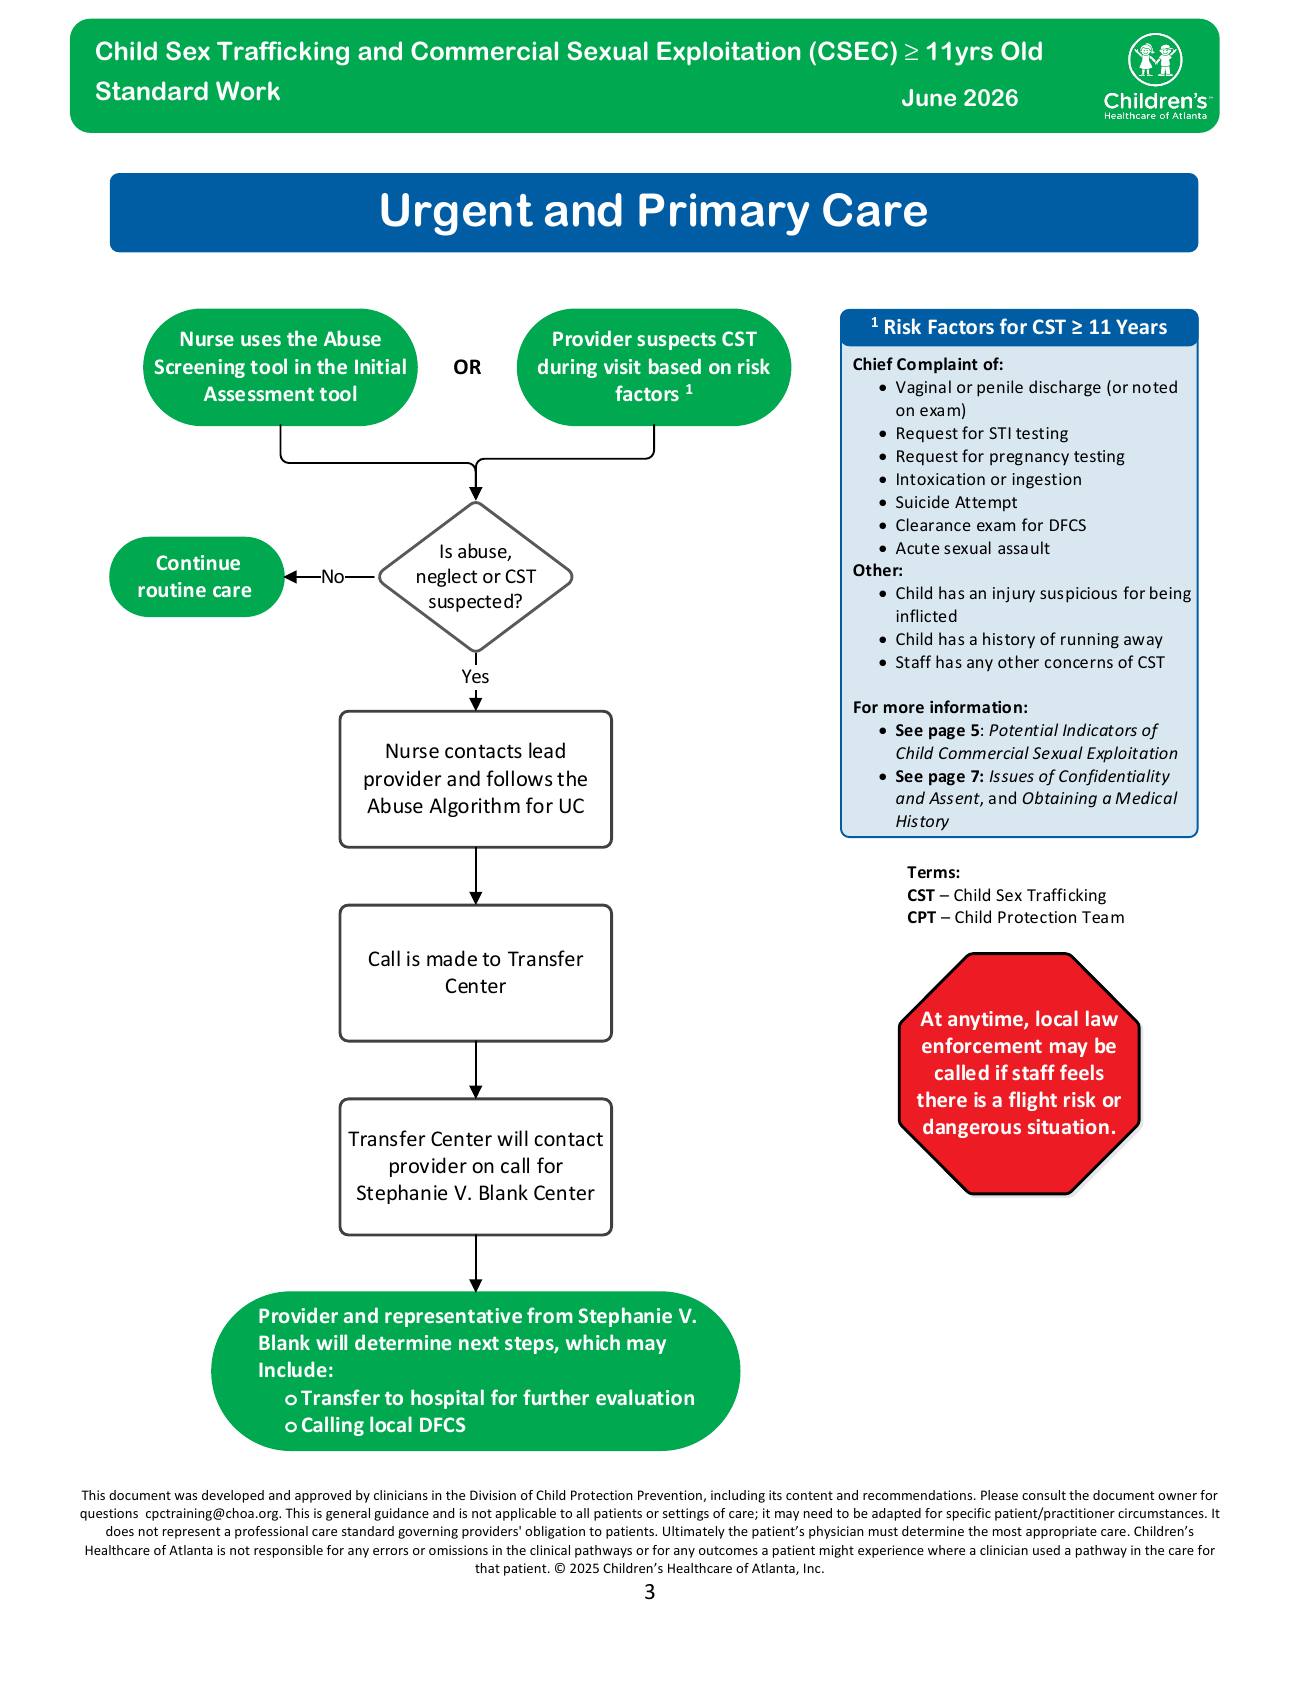 Child Sex Trafficking and Commercial Sexual Exploitation (CSEC) ≥ 11yrs Old
Standard Work
June 2026
Children's™
Healthcare of Atlanta
Urgent and Primary Care
Nurse uses the Abuse
Screening tool in the Initial
Assessment tool
OR
Provider suspects CST
during visit based on risk
factors ¹
Is abuse,
neglect or CST
suspected?
No
Continue
routine care
Yes
Nurse contacts lead
provider and follows the
Abuse Algorithm for UC
Call is made to Transfer
Center
Transfer Center will contact
provider on call for
Stephanie V. Blank Center
Provider and representative from Stephanie V.
Blank will determine next steps, which may
Include:
o Transfer to hospital for further evaluation
o Calling local DFCS
¹ Risk Factors for CST ≥ 11 Years
Chief Complaint of:
• Vaginal or penile discharge (or noted
on exam)
• Request for STI testing
• Request for pregnancy testing
• Intoxication or ingestion
• Suicide Attempt
• Clearance exam for DFCS
• Acute sexual assault
Other:
• Child has an injury suspicious for being
inflicted
• Child has a history of running away
• Staff has any other concerns of CST
For more information:
• See page 5: Potential Indicators of
Child Commercial Sexual Exploitation
• See page 7: Issues of Confidentiality
and Assent, and Obtaining a Medical
History
Terms:
CST – Child Sex Trafficking
CPT – Child Protection Team
At anytime, local law
enforcement may be
called if staff feels
there is a flight risk or
dangerous situation.
This document was developed and approved by clinicians in the Division of Child Protection Prevention, including its content and recommendations. Please consult the document owner for
questions cpctraining@choa.org. This is general guidance and is not applicable to all patients or settings of care; it may need to be adapted for specific patient/practitioner circumstances. It
does not represent a professional care standard governing providers' obligation to patients. Ultimately the patient's physician must determine the most appropriate care. Children's
Healthcare of Atlanta is not responsible for any errors or omissions in the clinical pathways or for any outcomes a patient might experience where a clinician used a pathway in the care for
that patient. © 2025 Children's Healthcare of Atlanta, Inc.
3